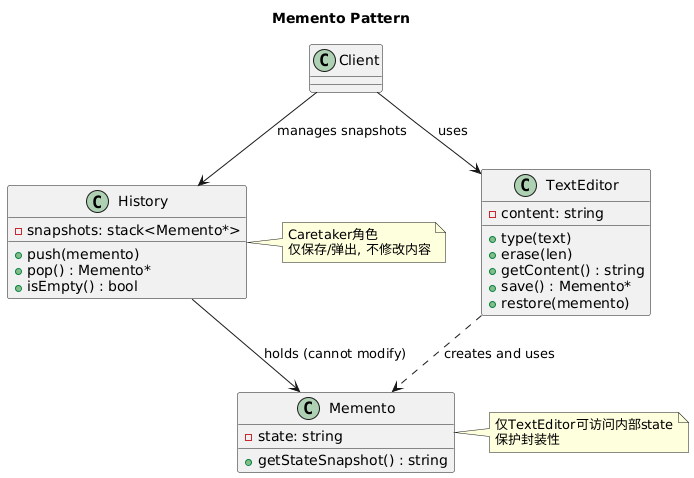 Memento Pattern
C Client
manages snapshots
uses
C History
snapshots: stack<Memento*>
push(memento)
pop() : Memento*
isEmpty() : bool
Caretaker角色
仅保存/弹出, 不修改内容
C TextEditor
content: string
type(text)
erase(len)
getContent() : string
save() : Memento*
restore(memento)
holds (cannot modify)
creates and uses
C Memento
state: string
getStateSnapshot() : string
仅TextEditor可访问内部state
保护封装性